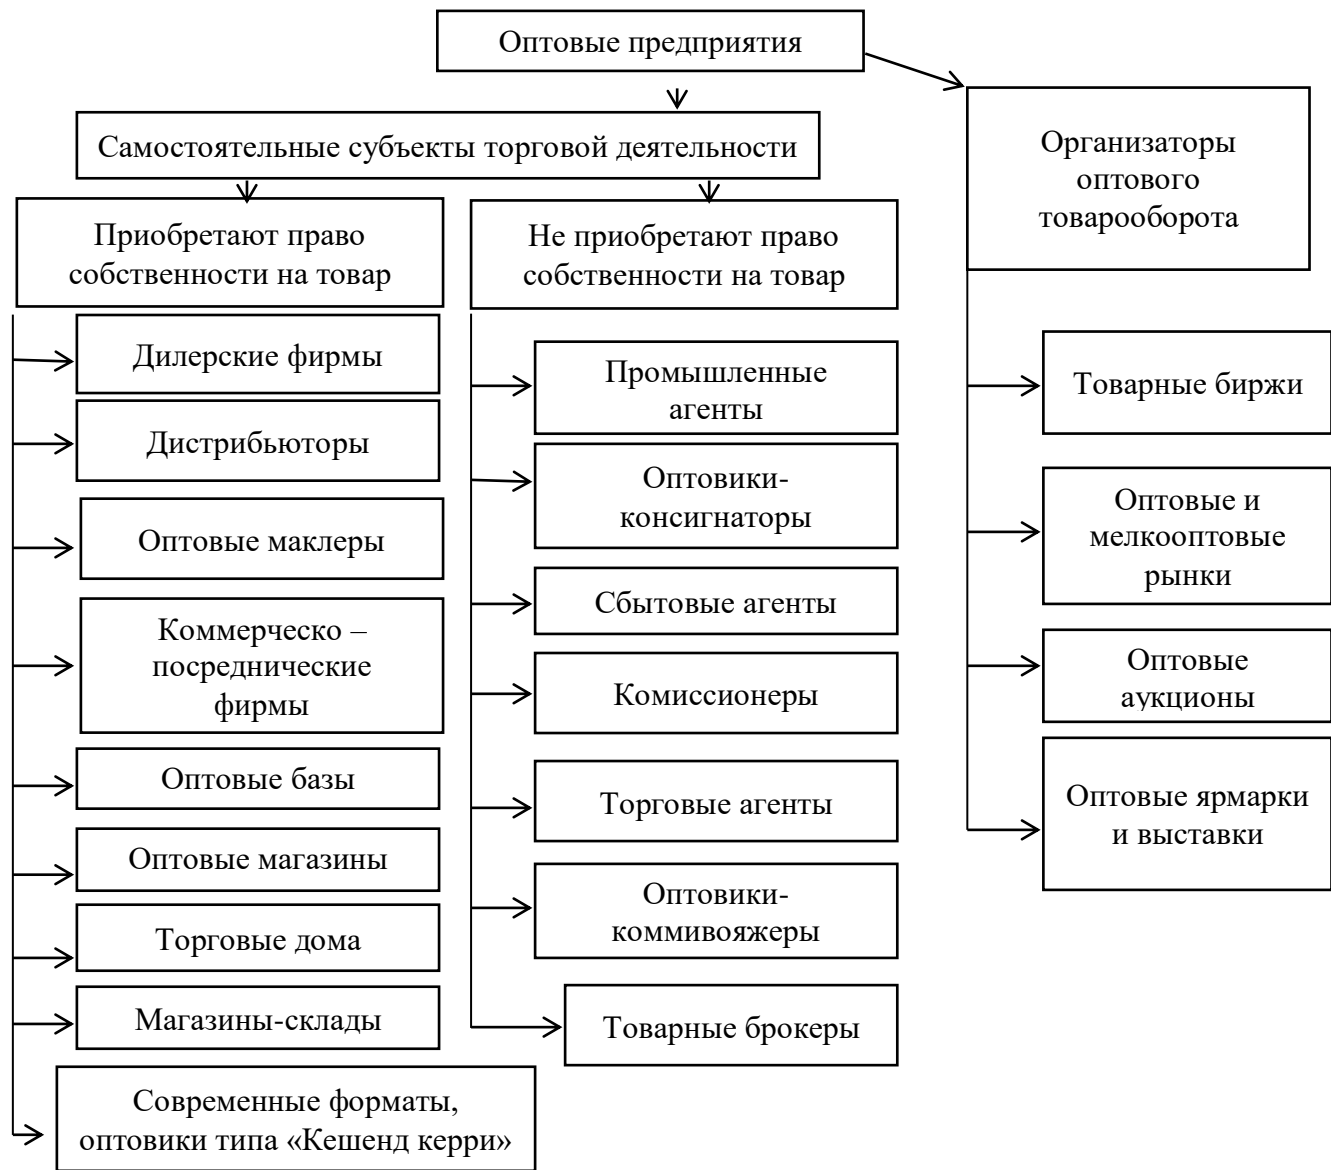 Оптовые предприятия
Самостоятельные субъекты торговой деятельности
Организаторы
оптового
товарооборота
Приобретают право
собственности на товар
Дилерские фирмы
Дистрибьюторы
Оптовые маклеры
Коммерческо –
посреднические
фирмы
Оптовые базы
Оптовые магазины
Торговые дома
Магазины-склады
Современные форматы,
оптовики типа «Кешенд керри»
Не приобретают право
собственности на товар
Промышленные
агенты
Оптовики-
консигнаторы
Сбытовые агенты
Комиссионеры
Торговые агенты
Оптовики-
коммивояжеры
Товарные брокеры
Товарные биржи
Оптовые и
мелкооптовые
рынки
Оптовые
аукционы
Оптовые ярмарки
и выставки